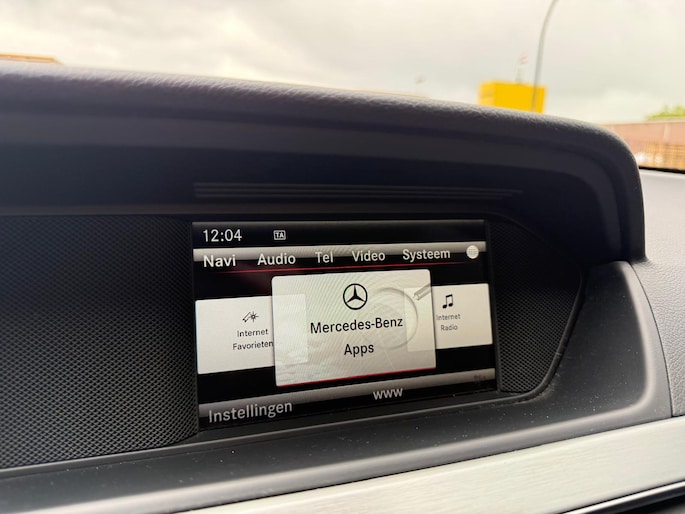 12:04 TA
Navi Audio Tel Video Systeem
Internet
Favorieten
Mercedes-Benz
Apps
Internet
Radio
Instellingen www